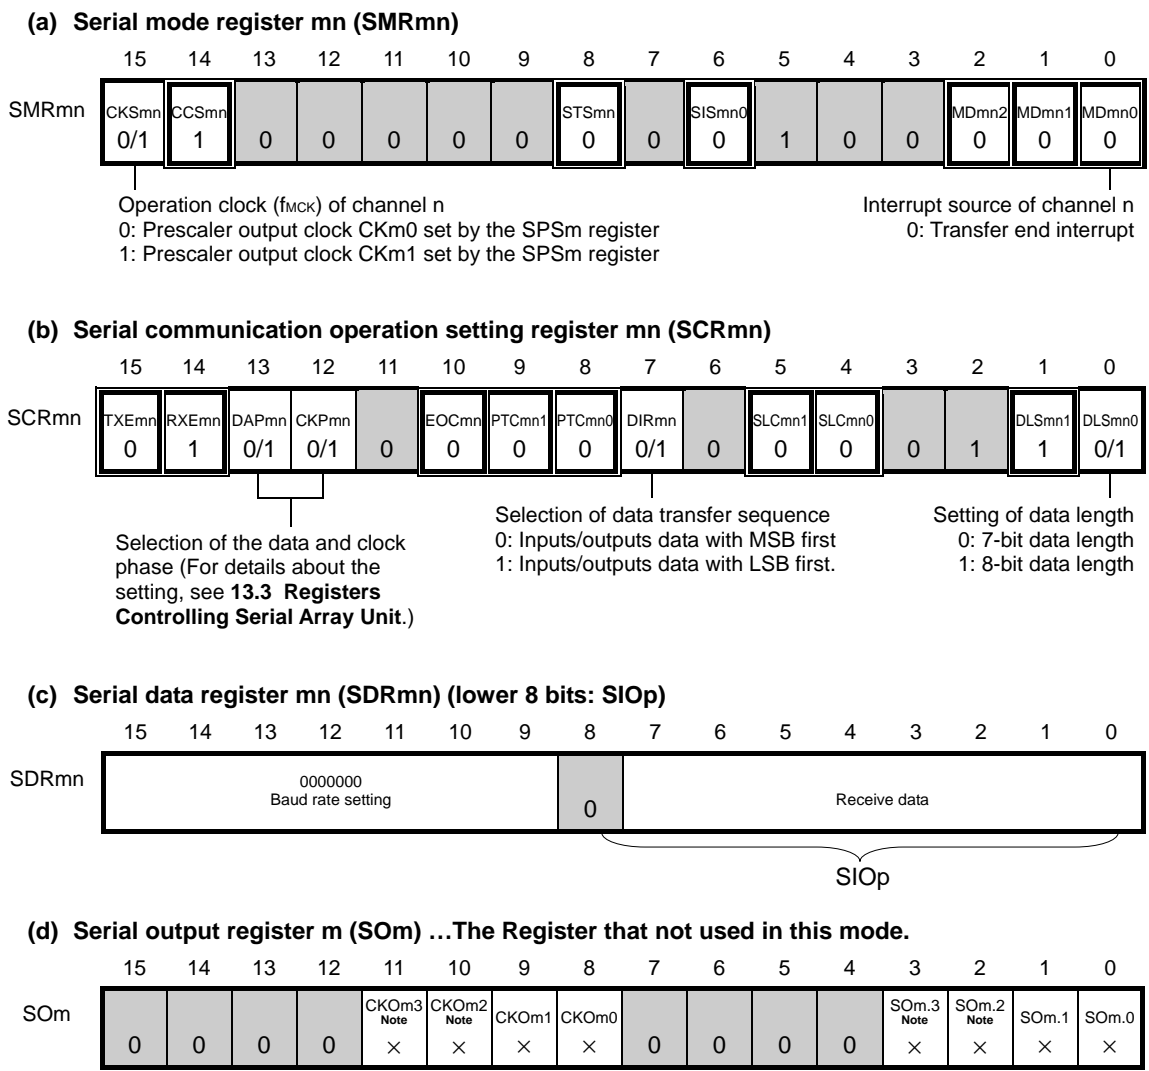 (a) Serial mode register mn (SMRmn)
15 14 13 12 11 10 9 8 7 6 5 4 3 2 1 0
SMRmn CKSmn CCSmn STSmn SISmn0 MDmn2 MDmn1 MDmn0
0/1 1 0 0 0 0 0 0 0 0 1 0 0 0 0 0
Operation clock (fMCK) of channel n
0: Prescaler output clock CKm0 set by the SPSm register
1: Prescaler output clock CKm1 set by the SPSm register
Interrupt source of channel n
0: Transfer end interrupt
(b) Serial communication operation setting register mn (SCRmn)
15 14 13 12 11 10 9 8 7 6 5 4 3 2 1 0
SCRmn TXEmn RXEmn DAPmn CKPmn EOCmn PTCmn1 PTCmn0 DIRmn SLCmn1 SLCmn0 DLSmn1 DLSmn0
0 1 0/1 0/1 0 0 0 0 0/1 0 0 0 0 1 1 0/1
Selection of the data and clock
phase (For details about the
setting, see 13.3 Registers
Controlling Serial Array Unit.)
Selection of data transfer sequence
0: Inputs/outputs data with MSB first
1: Inputs/outputs data with LSB first.
Setting of data length
0: 7-bit data length
1: 8-bit data length
(c) Serial data register mn (SDRmn) (lower 8 bits: SIOp)
15 14 13 12 11 10 9 8 7 6 5 4 3 2 1 0
SDRmn
0000000
Baud rate setting
0
Receive data
SIOp
(d) Serial output register m (SOm) …The Register that not used in this mode.
15 14 13 12 11 10 9 8 7 6 5 4 3 2 1 0
SOm CKOm3 CKOm2 CKOm1 CKOm0 SOm.3 SOm.2 SOm.1 SOm.0
Note Note Note Note
0 0 0 0 × × × × 0 0 0 0 × × × ×